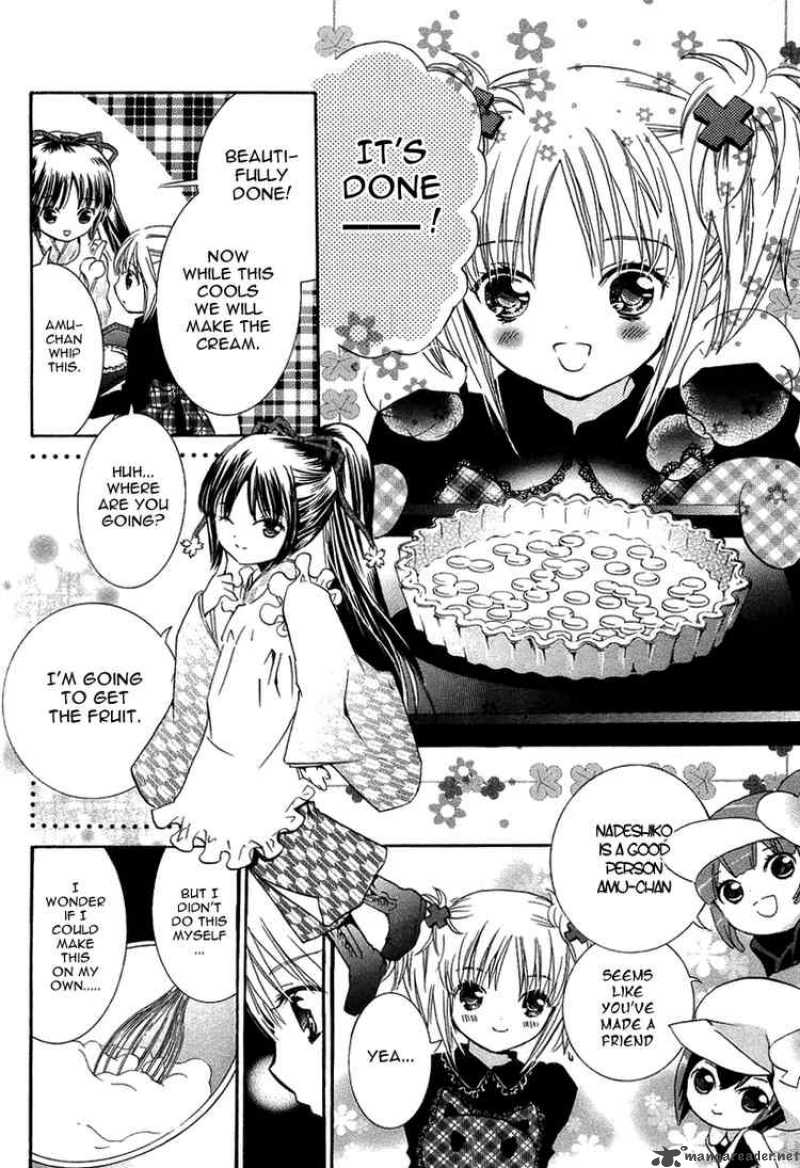 IT'S
DONE
——!
BEAUTI-
FULLY
DONE!
NOW
WHILE THIS
COOLS
WE WILL
MAKE THE
CREAM.
AMU-
CHAN
WHIP
THIS.
HUH...
WHERE
ARE YOU
GOING?
I'M GOING
TO GET
THE FRUIT.
NADESHIKO
IS A GOOD
PERSON
AMU-CHAN
SEEMS
LIKE
YOU'VE
MADE A
FRIEND
YEA...
BUT I
DIDN'T
DO THIS
MYSELF
...
I
WONDER
IF I
COULD
MAKE
THIS
ON MY
OWN.....
mangareader.net